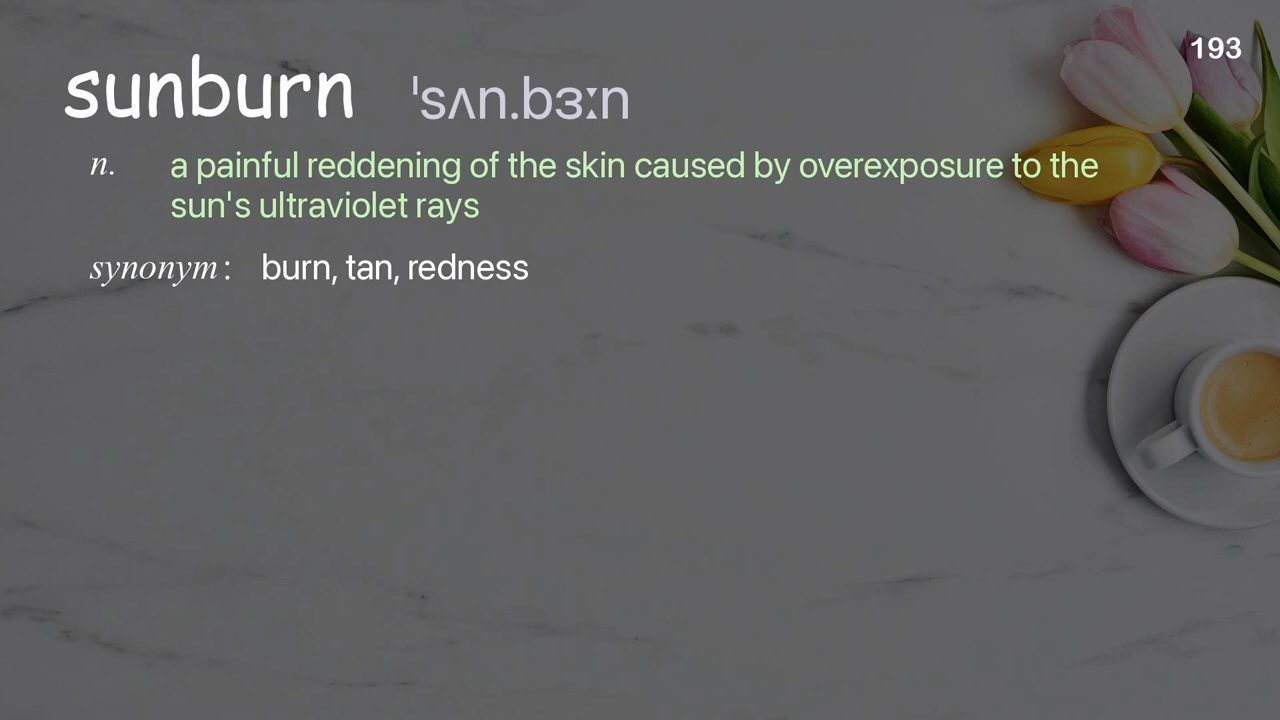 193
sunburn ˈsʌn.bɜːn
n. a painful reddening of the skin caused by overexposure to the
sun's ultraviolet rays
synonym: burn, tan, redness